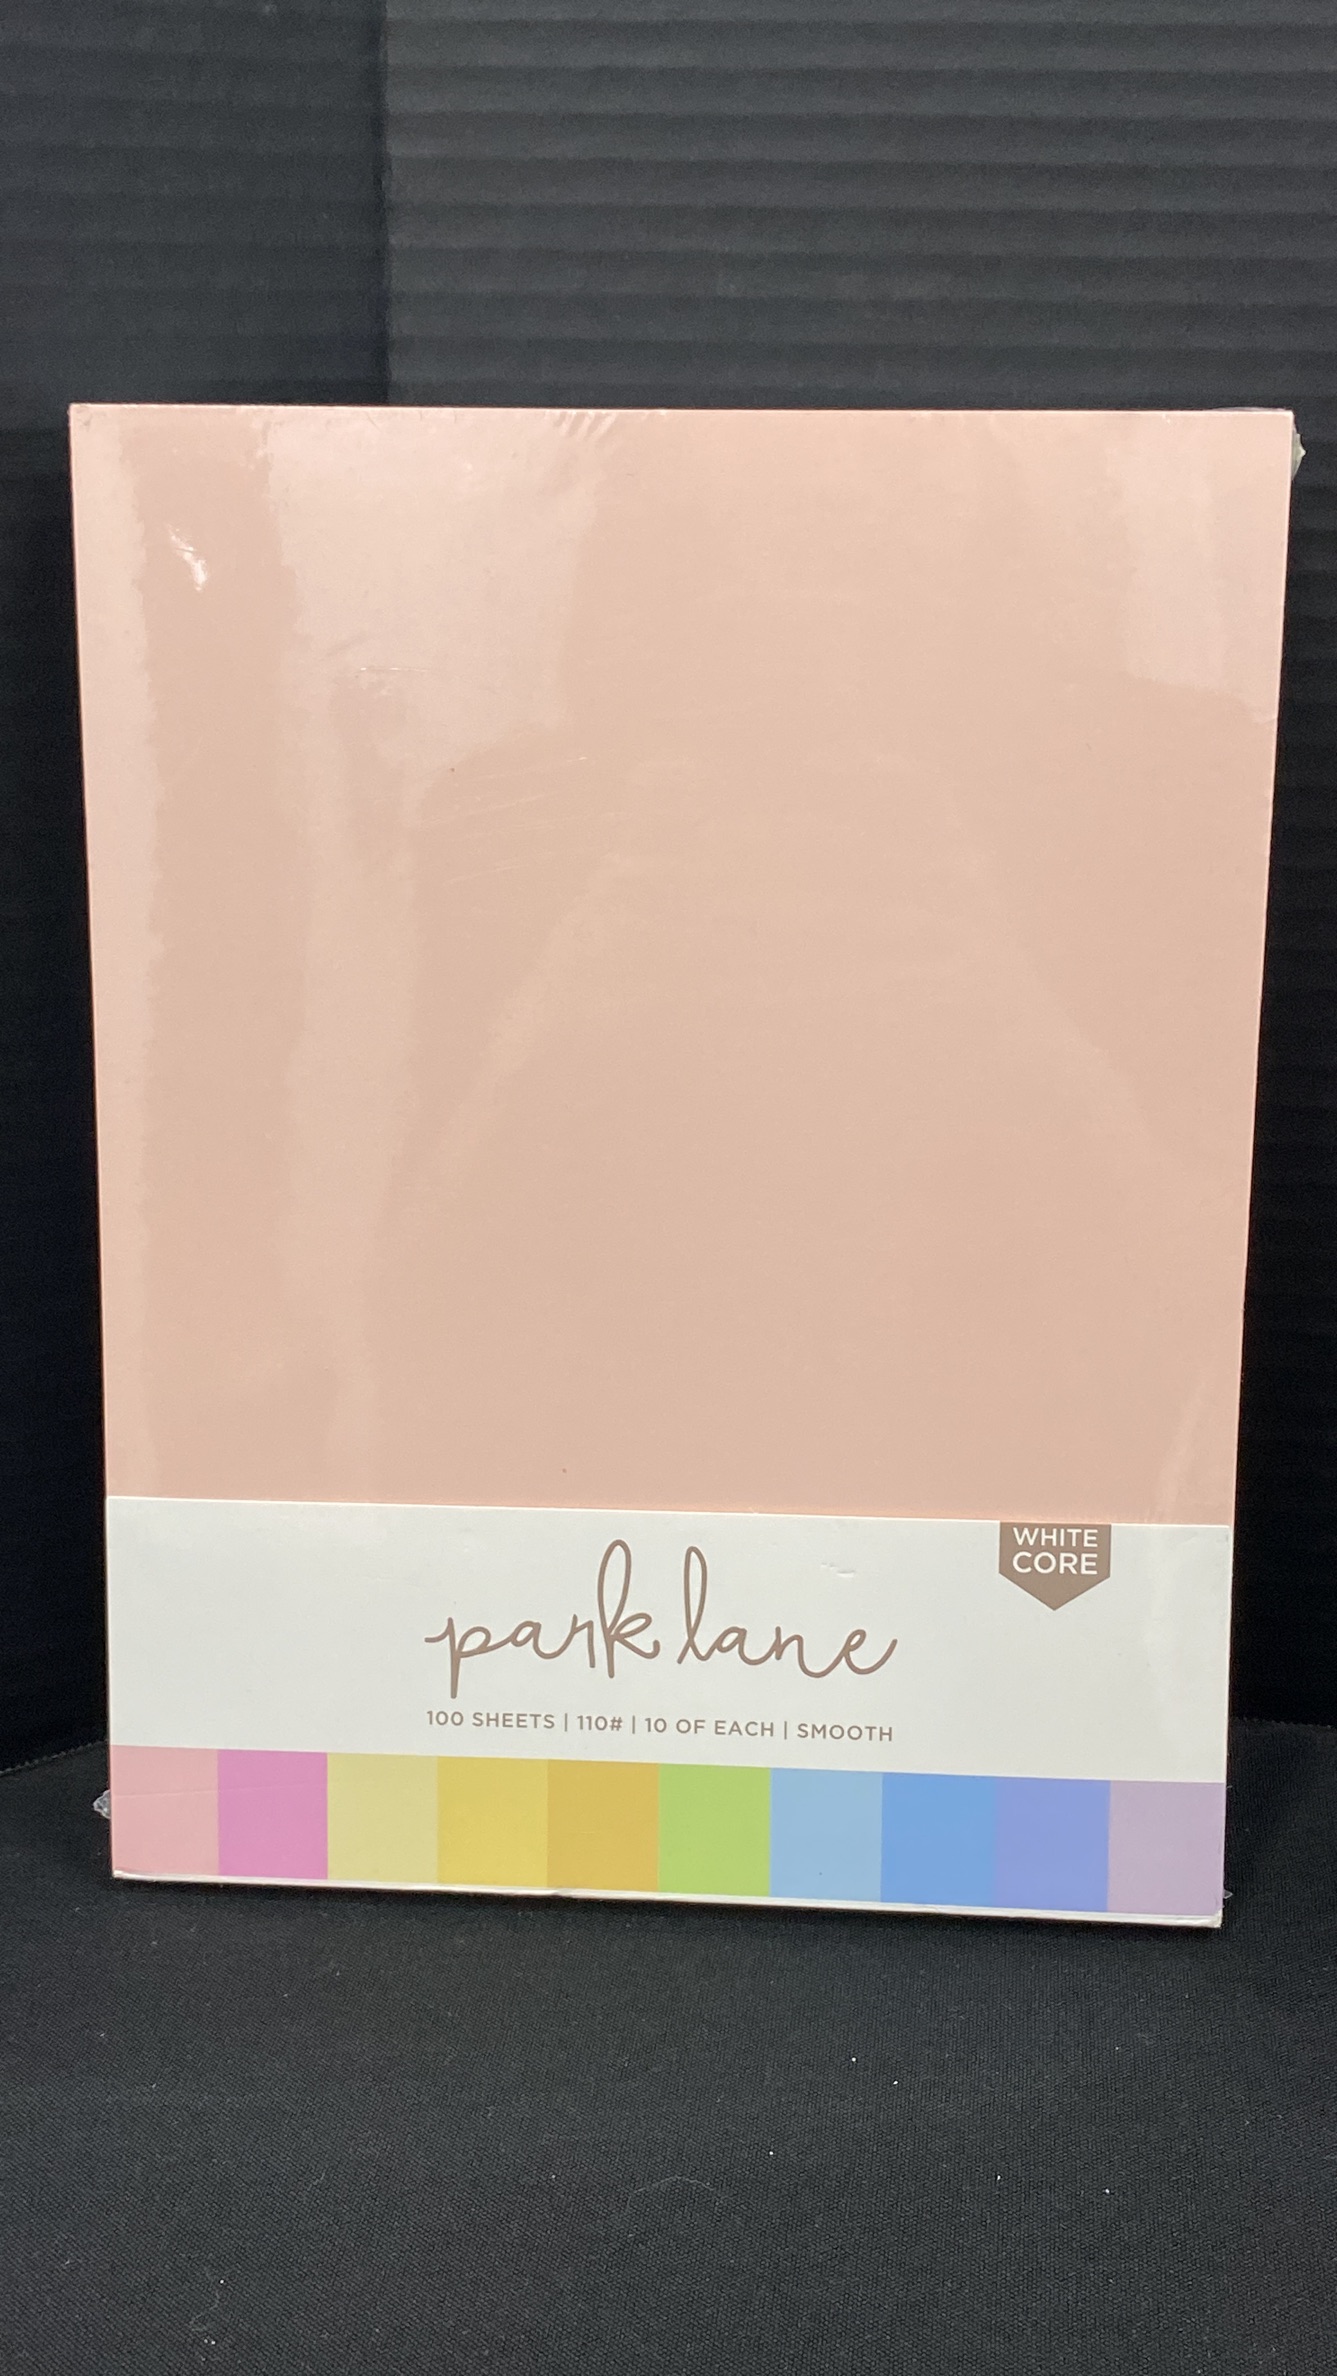 WHITE
CORE
park lane
100 SHEETS | 110# | 10 OF EACH | SMOOTH